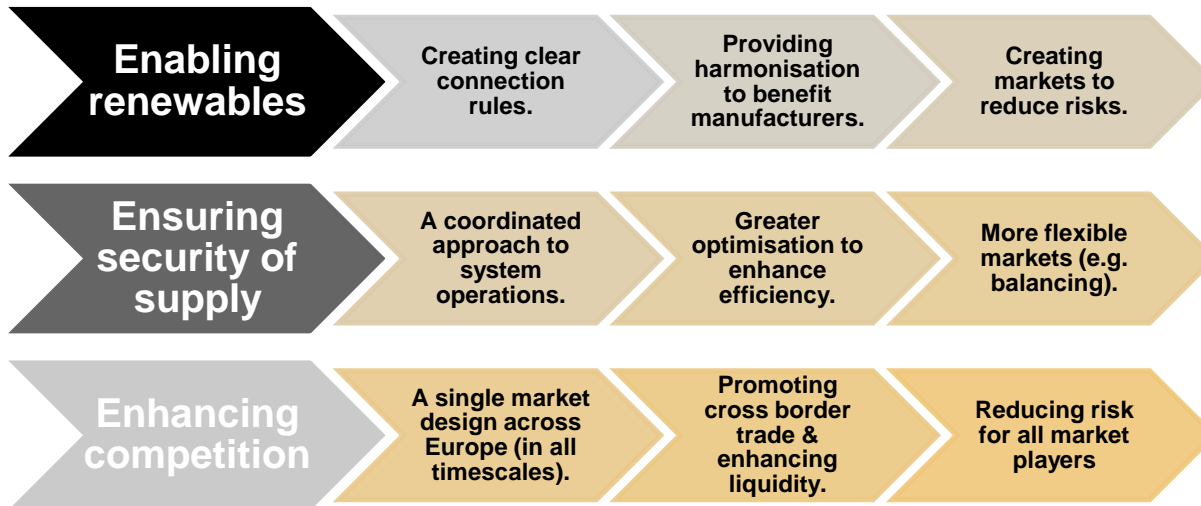 Enabling
renewables
Creating clear
connection
rules.
Providing
harmonisation
to benefit
manufacturers.
Creating
markets to
reduce risks.
Ensuring
security of
supply
A coordinated
approach to
system
operations.
Greater
optimisation to
enhance
efficiency.
More flexible
markets (e.g.
balancing).
Enhancing
competition
A single market
design across
Europe (in all
timescales).
Promoting
cross border
trade &
enhancing
liquidity.
Reducing risk
for all market
players